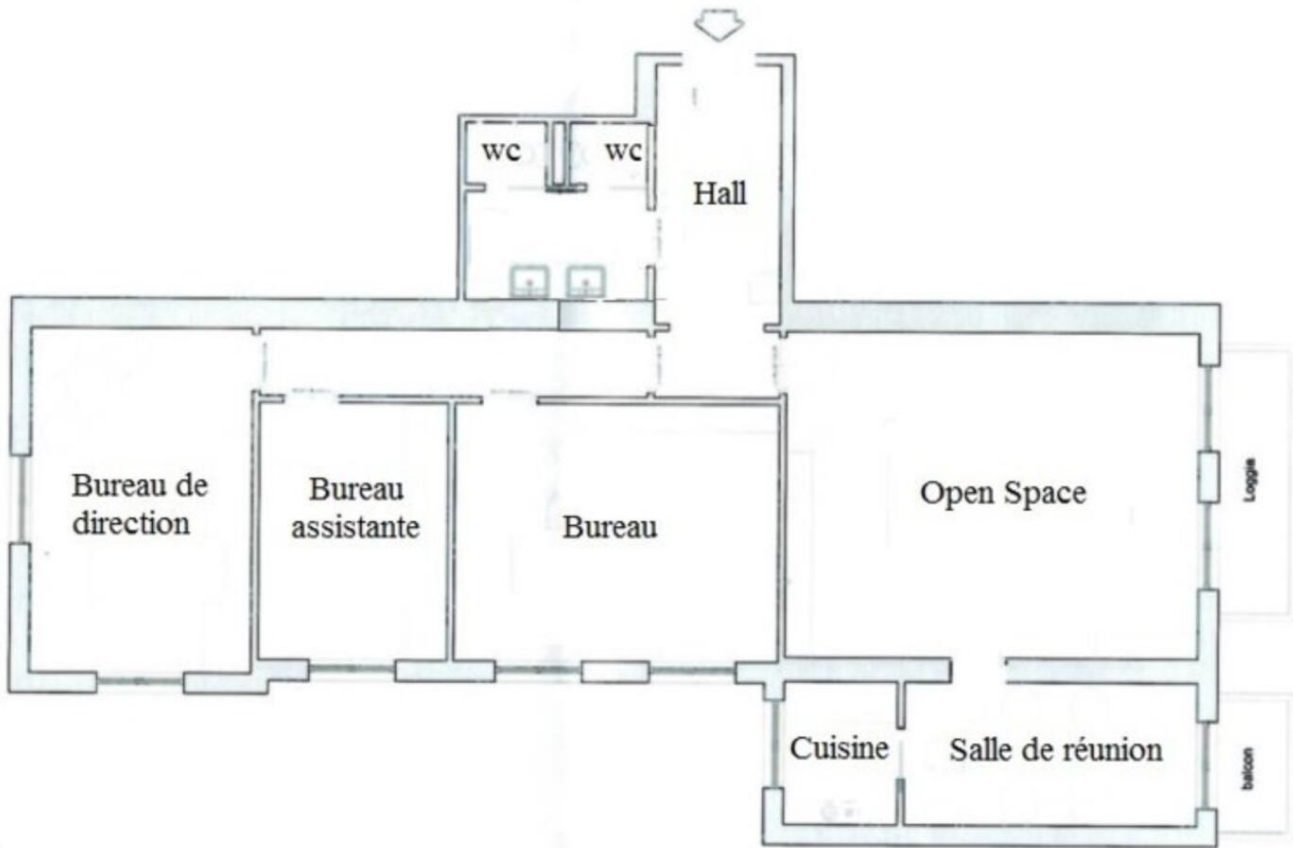 wc
wc
Hall
Bureau de
direction
Bureau
assistante
Bureau
Open Space
Loggia
Cuisine
Salle de réunion
balcon